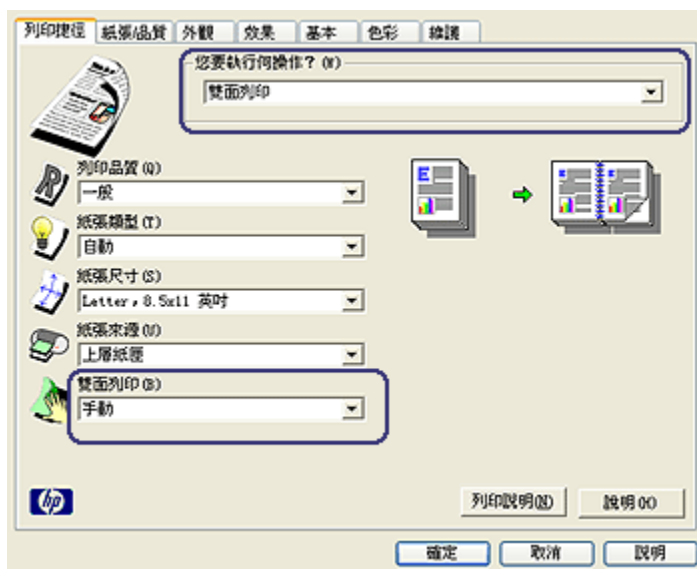 列印捷徑 紙張/品質 外觀 效果 基本 色彩 維護
您要執行何操作? (W)
雙面列印
列印品質 (Q)
一般
紙張類型 (T)
自動
紙張尺寸 (S)
Letter,8.5x11 英吋
紙張來源 (U)
上層紙匣
雙面列印 (B)
手動
hp
列印說明(N) 說明 (X)
確定 取消 說明